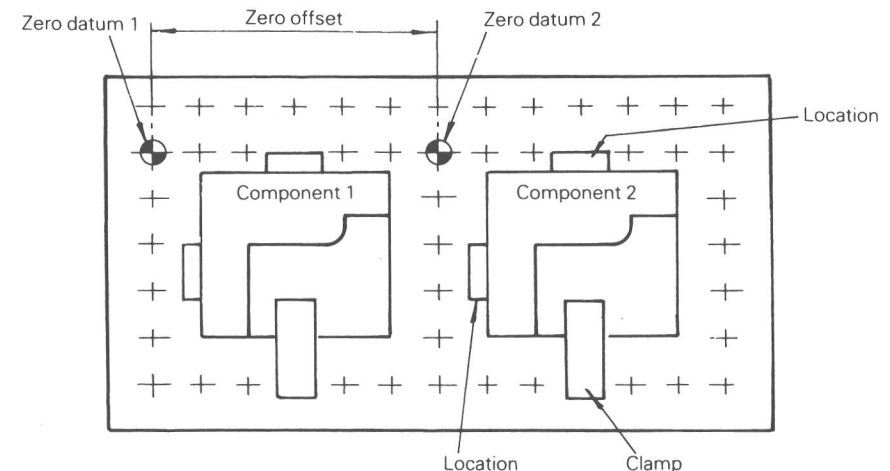 Zero datum 1
Zero offset
Zero datum 2
Location
Component 1
Component 2
Location
Clamp